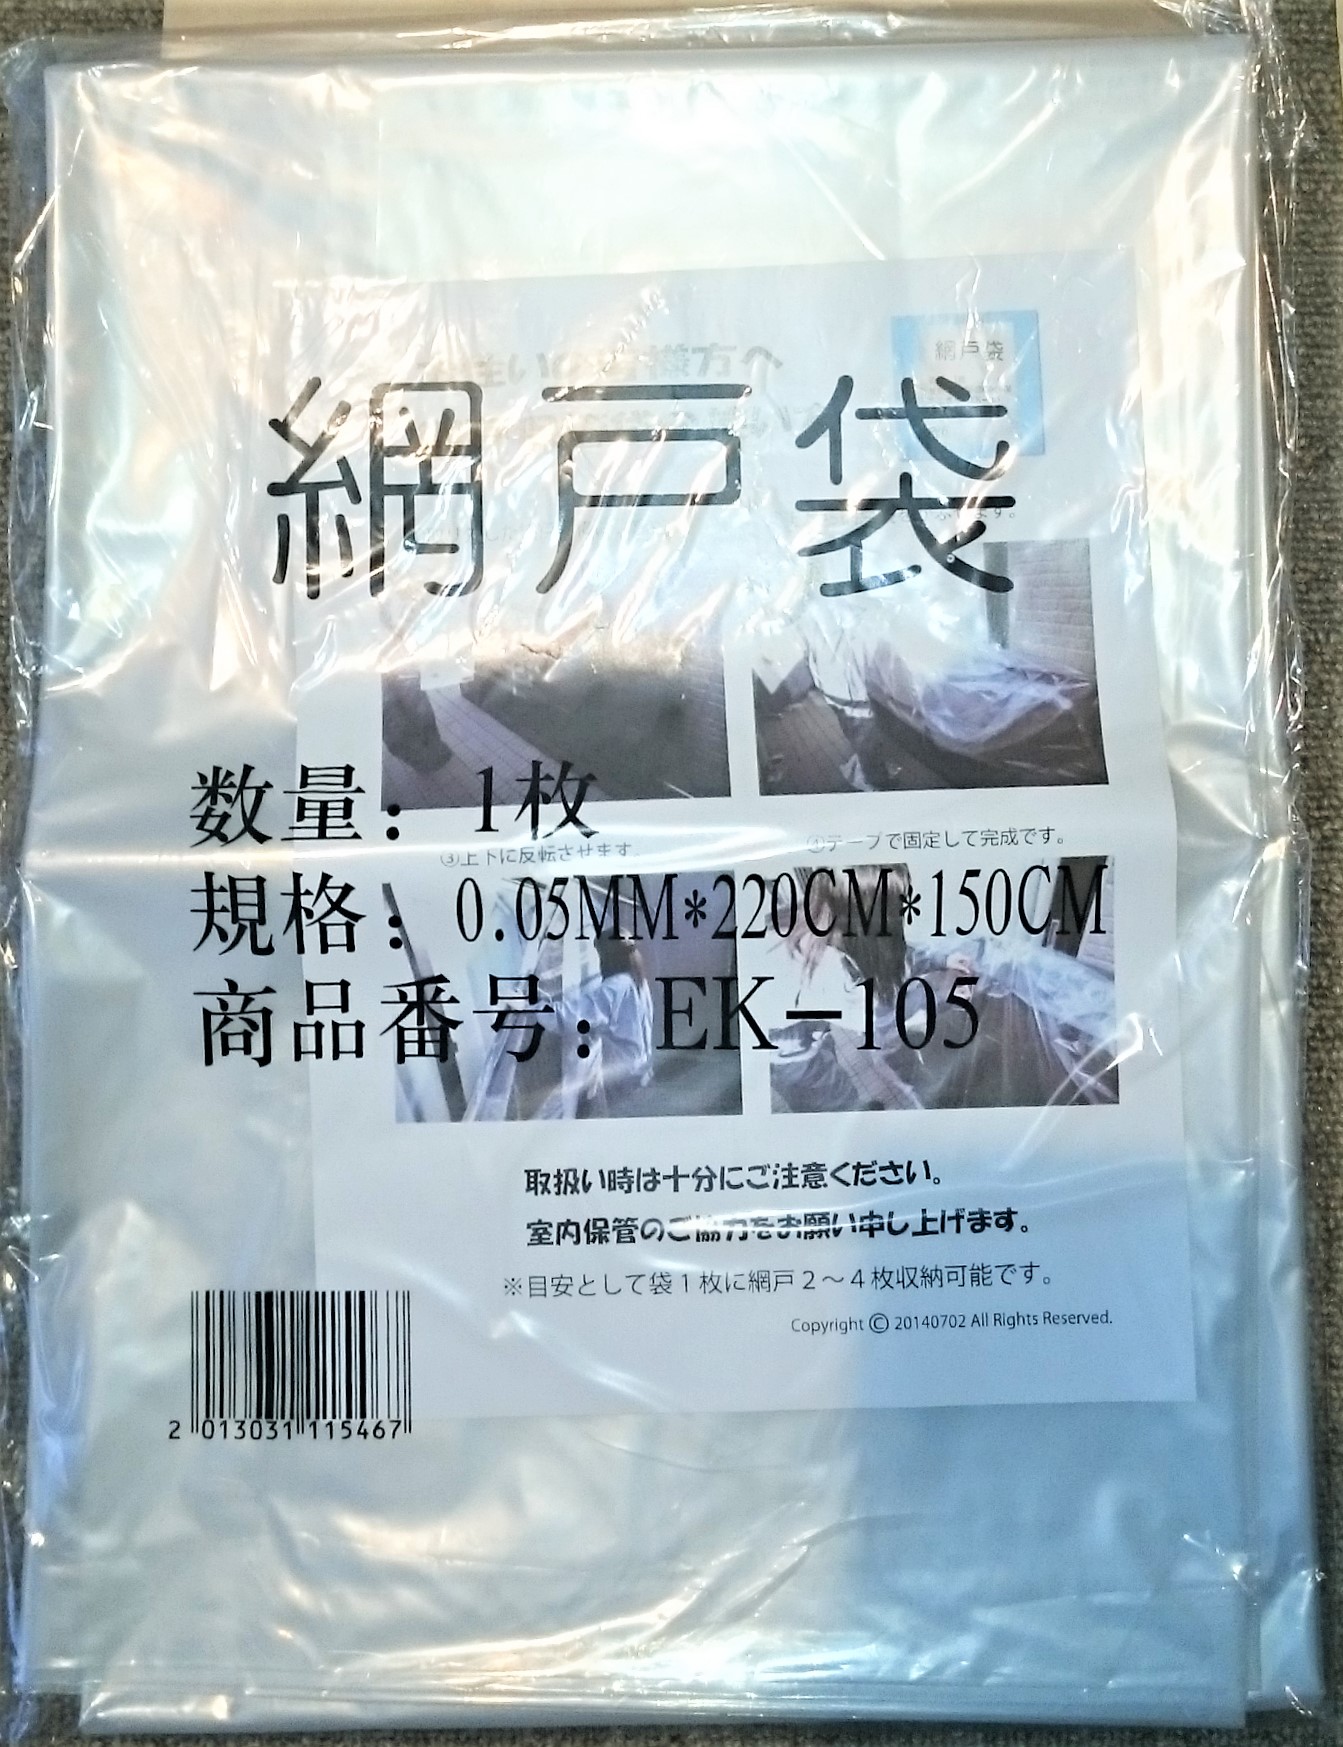 網戸袋
網戸袋
数量：1枚
③上下に反転させます。
④テープで固定して完成です。
規格：0.05MM*220CM*150CM
商品番号：EK-105
取扱い時は十分にご注意ください。
室内保管のご協力をお願い申し上げます。
※目安として袋１枚に網戸２〜４枚収納可能です。
Copyright © 20140702 All Rights Reserved.
2 013031 115467